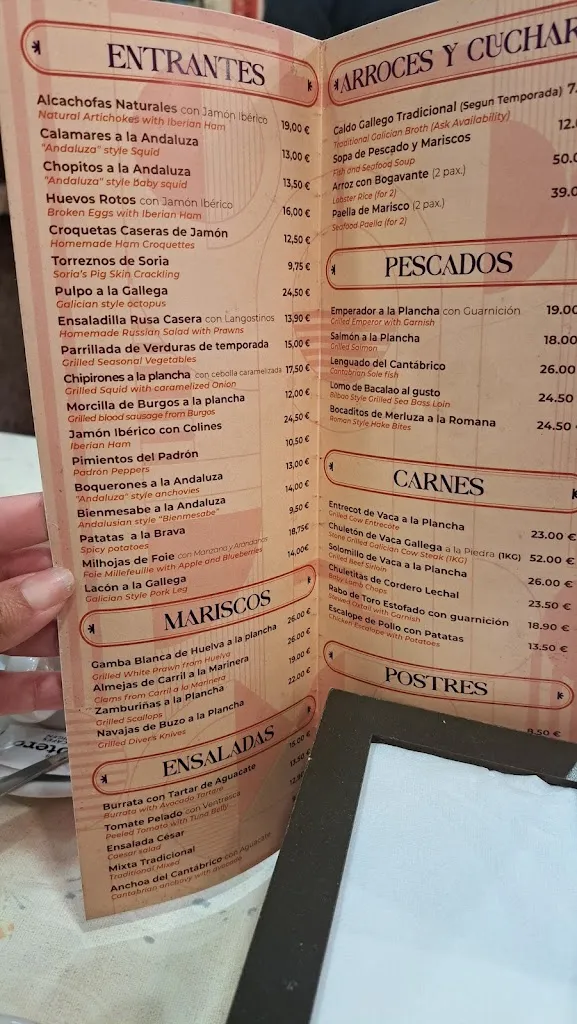 ENTRANTES
Alcachofas Naturales con Jamón Ibérico 19,00 €
Natural Artichokes with Iberian Ham
Calamares a la Andaluza 13,00 €
"Andaluza" style Squid
Chopitos a la Andaluza 13,50 €
"Andaluza" style Baby squid
Huevos Rotos con Jamón Ibérico 16,00 €
Broken Eggs with Iberian Ham
Croquetas Caseras de Jamón 12,50 €
Homemade Ham Croquettes
Torreznos de Soria 9,75 €
Soria's Pig Skin Crackling
Pulpo a la Gallega 24,50 €
Galician style octopus
Ensaladilla Rusa Casera con Langostinos 13,90 €
Homemade Russian Salad with Prawns
Parrillada de Verduras de temporada 15,00 €
Grilled Seasonal Vegetables
Chipirones a la plancha con cebolla caramelizada 17,50 €
Grilled Squid with caramelized Onion
Morcilla de Burgos a la plancha 12,00 €
Grilled blood sausage from Burgos
Jamón Ibérico con Colines 24,50 €
Iberian Ham
Pimientos del Padrón 10,50 €
Padrón Peppers
Boquerones a la Andaluza 13,00 €
"Andaluza" style anchovies
Bienmesabe a la Andaluza 14,00 €
Andalusian style "Bienmesabe"
Patatas a la Brava 9,50 €
Spicy potatoes
Milhojas de Foie con Manzana y Arandanos 18,75€
Foie Millefeuille with Apple and Blueberries
Lacón a la Gallega 14,00€
Galician Style Pork Leg
MARISCOS
Gamba Blanca de Huelva a la plancha 26,00 €
Grilled White Prawn from Huelva
Almejas de Carril a la Marinera 26,00 €
Clams from Carril a la Marinera
Zamburiñas a la Plancha 19,00 €
Grilled Scallops
Navajas de Buzo a la Plancha 22,00 €
Grilled Diver's Knives
ENSALADAS
Burrata con Tartar de Aguacate
Burrata with Avocado Tartare
Tomate Pelado con Ventresca
Peeled Tomato with Tuna Belly
Ensalada César
Caesar salad
Mixta Tradicional
Traditional Mixed
Anchoa del Cantábrico con Aguacate
Cantabrian anchovy with avocado
ARROCES Y CUCHAR
Caldo Gallego Tradicional (Segun Temporada) 7.
Traditional Galician Broth (Ask Availability)
Sopa de Pescado y Mariscos 12.
Fish and Seafood Soup
Arroz con Bogavante (2 pax.) 50.0
Lobster Rice (for 2)
Paella de Marisco (2 pax.) 39.0
Seafood Paella (for 2)
PESCADOS
Emperador a la Plancha con Guarnición 19.00
Grilled Emperor with Garnish
Salmón a la Plancha 18.00
Grilled Salmon
Lenguado del Cantábrico 26.00
Cantabrian Sole fish
Lomo de Bacalao al gusto 24.50
Bilbao Style Grilled Sea Bass Loin
Bocaditos de Merluza a la Romana 24.50
Roman Style Hake Bites
CARNES
Entrecot de Vaca a la Plancha 23.00 €
Grilled Cow Entrecôte
Chuletón de Vaca Gallega a la Piedra (1KG) 52.00 €
Stone Grilled Galician Cow Steak (1KG)
Solomillo de Vaca a la Plancha 26.00 €
Grilled Beef Sirloin
Chuletitas de Cordero Lechal 23.50 €
Baby Lamb Chops
Rabo de Toro Estofado con guarnición 18.90 €
Stewed Oxtail with Garnish
Escalope de Pollo con Patatas 13.50 €
Chicken Escalope with Potatoes
POSTRES
9.50 €